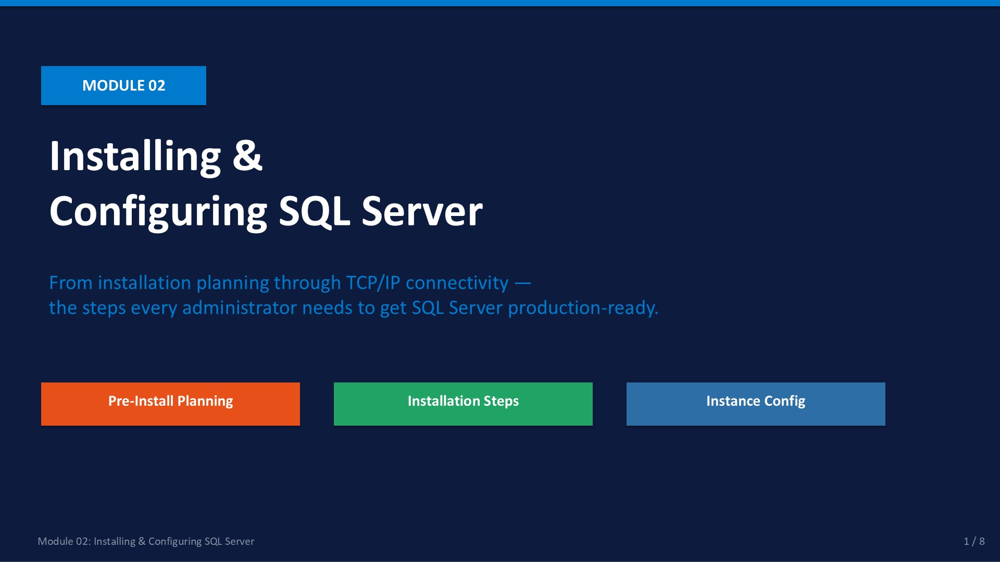 MODULE 02
Installing &
Configuring SQL Server
From installation planning through TCP/IP connectivity —
the steps every administrator needs to get SQL Server production-ready.
Pre-Install Planning
Installation Steps
Instance Config
Module 02: Installing & Configuring SQL Server
1 / 8